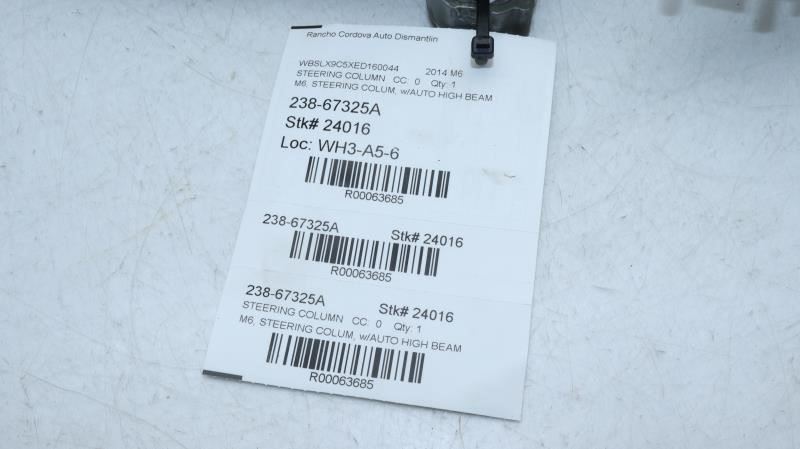 Rancho Cordova Auto Dismantlin
WBSLX9C5XED160044 2014 M6
STEERING COLUMN CC: 0 Qty: 1
M6, STEERING COLUM, w/AUTO HIGH BEAM
238-67325A
Stk# 24016
Loc: WH3-A5-6
R00063685
238-67325A Stk# 24016
R00063685
238-67325A Stk# 24016
STEERING COLUMN CC: 0 Qty: 1
M6, STEERING COLUM, w/AUTO HIGH BEAM
R00063685